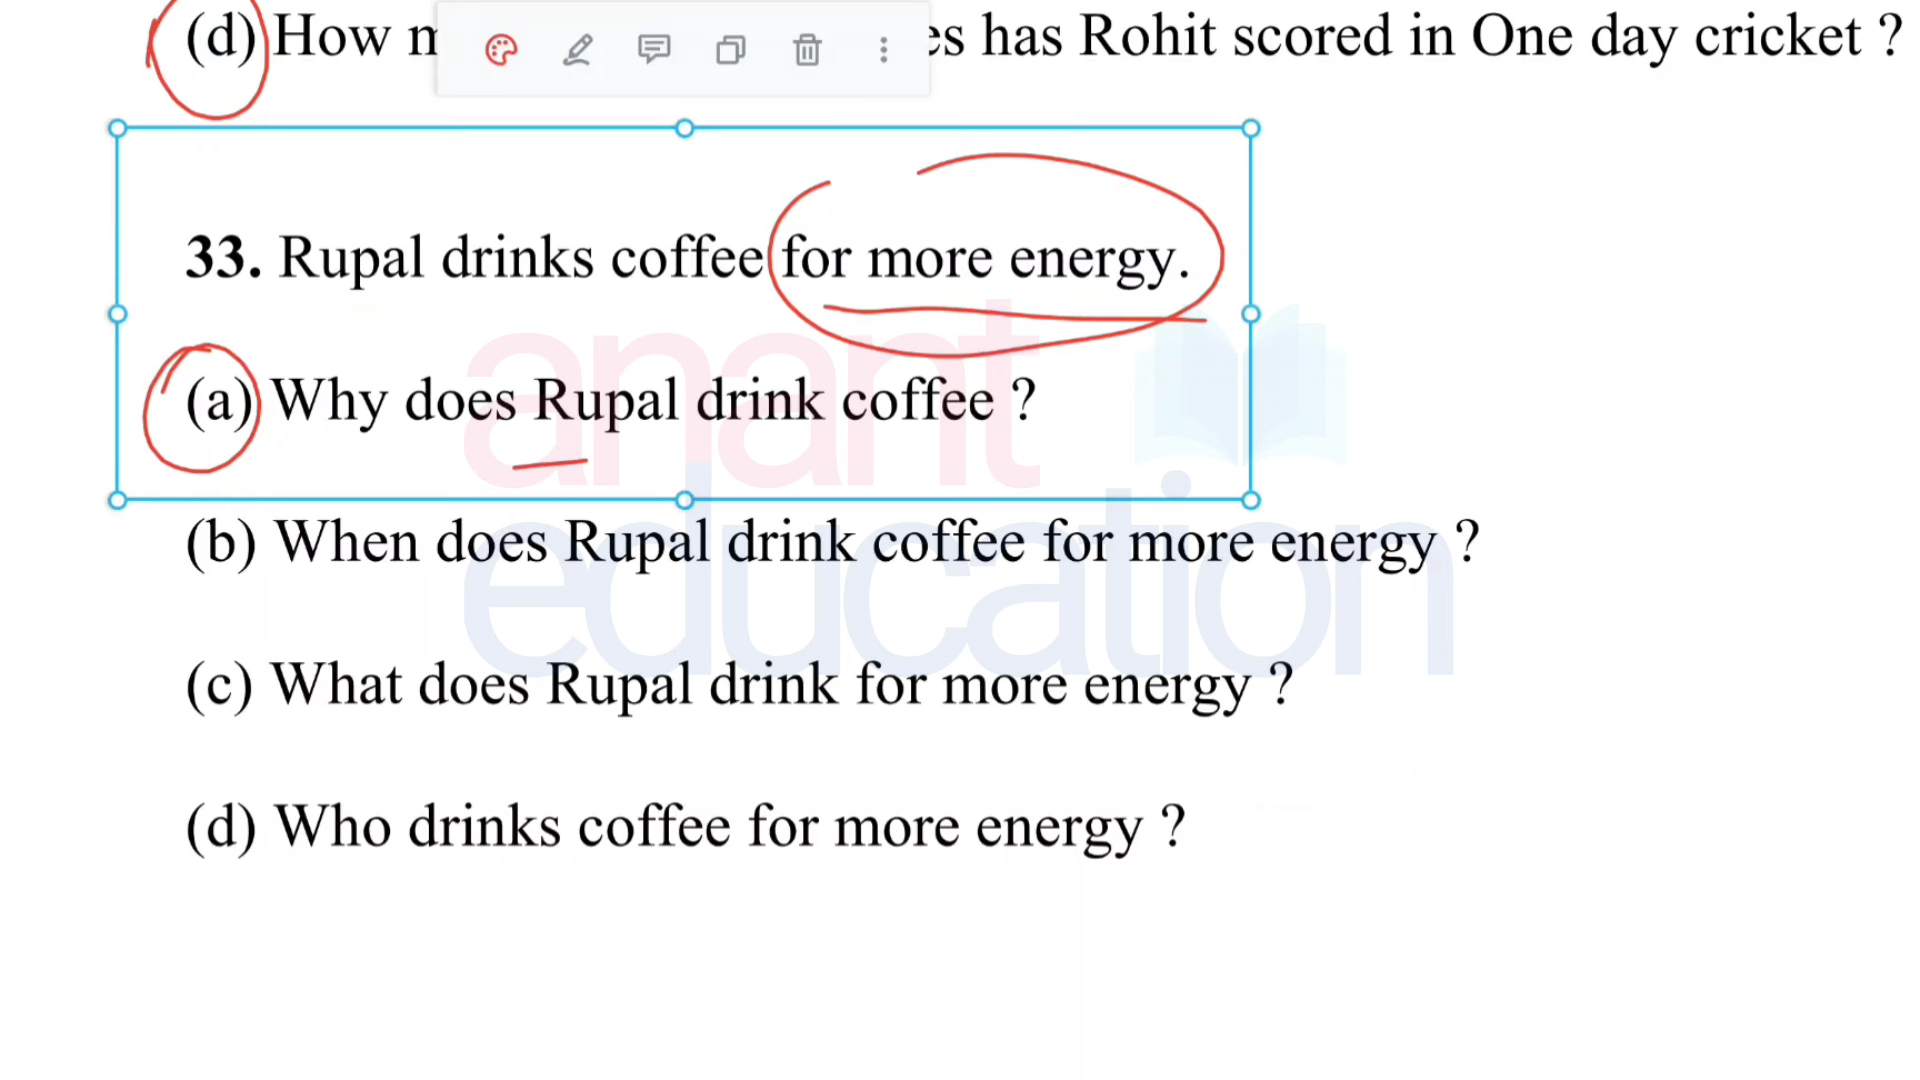 (d) How m es has Rohit scored in One day cricket ?
33. Rupal drinks coffee for more energy.
(a) Why does Rupal drink coffee ?
(b) When does Rupal drink coffee for more energy ?
(c) What does Rupal drink for more energy ?
(d) Who drinks coffee for more energy ?
anant
education